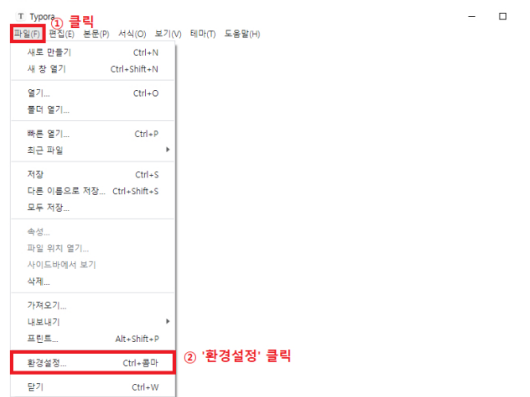 T Typora
① 클릭
파일(F) 편집(E) 본문(P) 서식(O) 보기(V) 테마(T) 도움말(H)
새로 만들기 Ctrl+N
새 창 열기 Ctrl+Shift+N
열기... Ctrl+O
폴더 열기...
빠른 열기... Ctrl+P
최근 파일
저장 Ctrl+S
다른 이름으로 저장... Ctrl+Shift+S
모두 저장...
속성...
파일 위치 열기...
사이드바에서 보기
삭제...
가져오기...
내보내기
프린트... Alt+Shift+P
환경설정... Ctrl+콤마
② '환경설정' 클릭
닫기 Ctrl+W